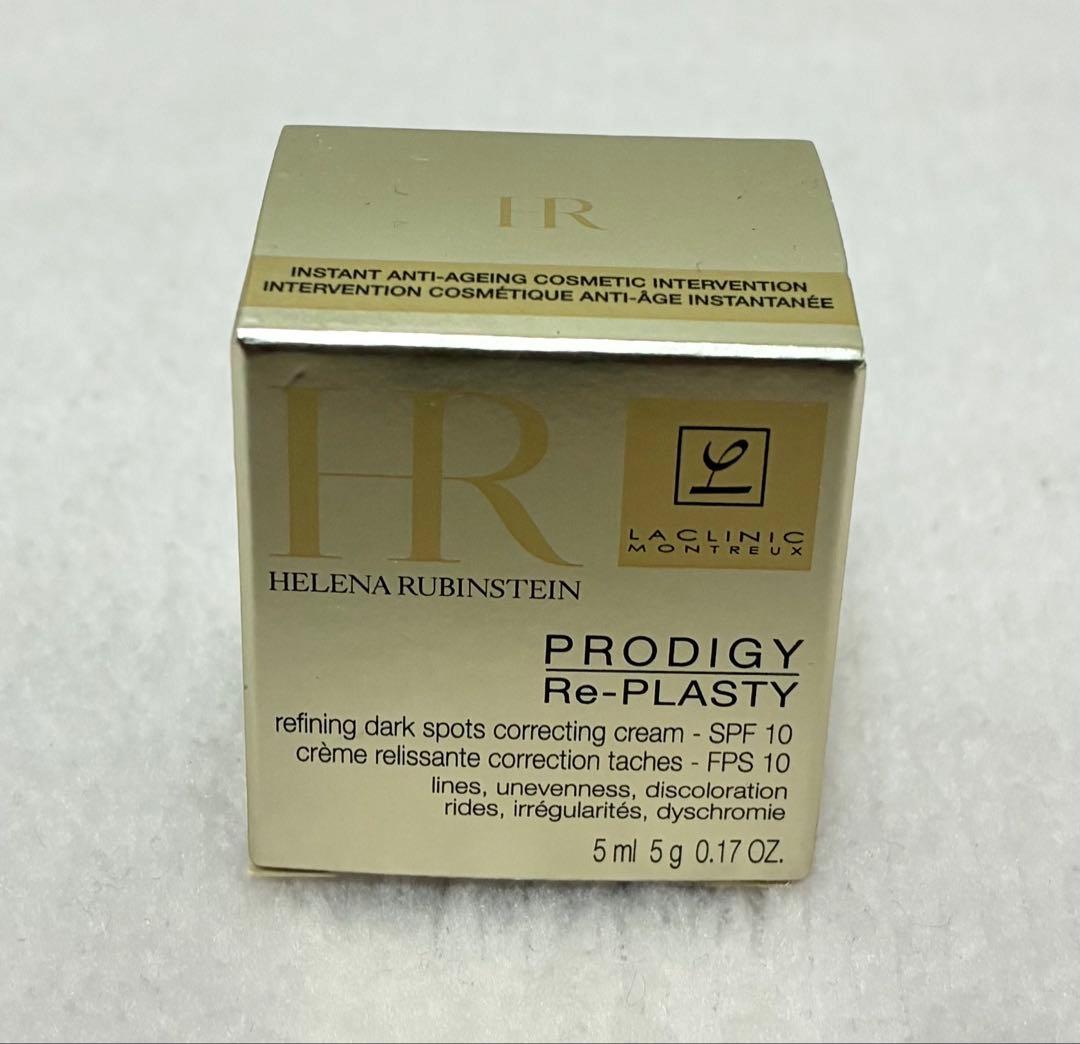 HR
INSTANT ANTI-AGEING COSMETIC INTERVENTION
INTERVENTION COSMÉTIQUE ANTI-ÂGE INSTANTANÉE
HR
HELENA RUBINSTEIN
LACLINIC
MONTREUX
PRODIGY
Re-PLASTY
refining dark spots correcting cream - SPF 10
crème relissante correction taches - FPS 10
lines, unevenness, discoloration
rides, irrégularités, dyschromie
5 ml 5 g 0.17 OZ.